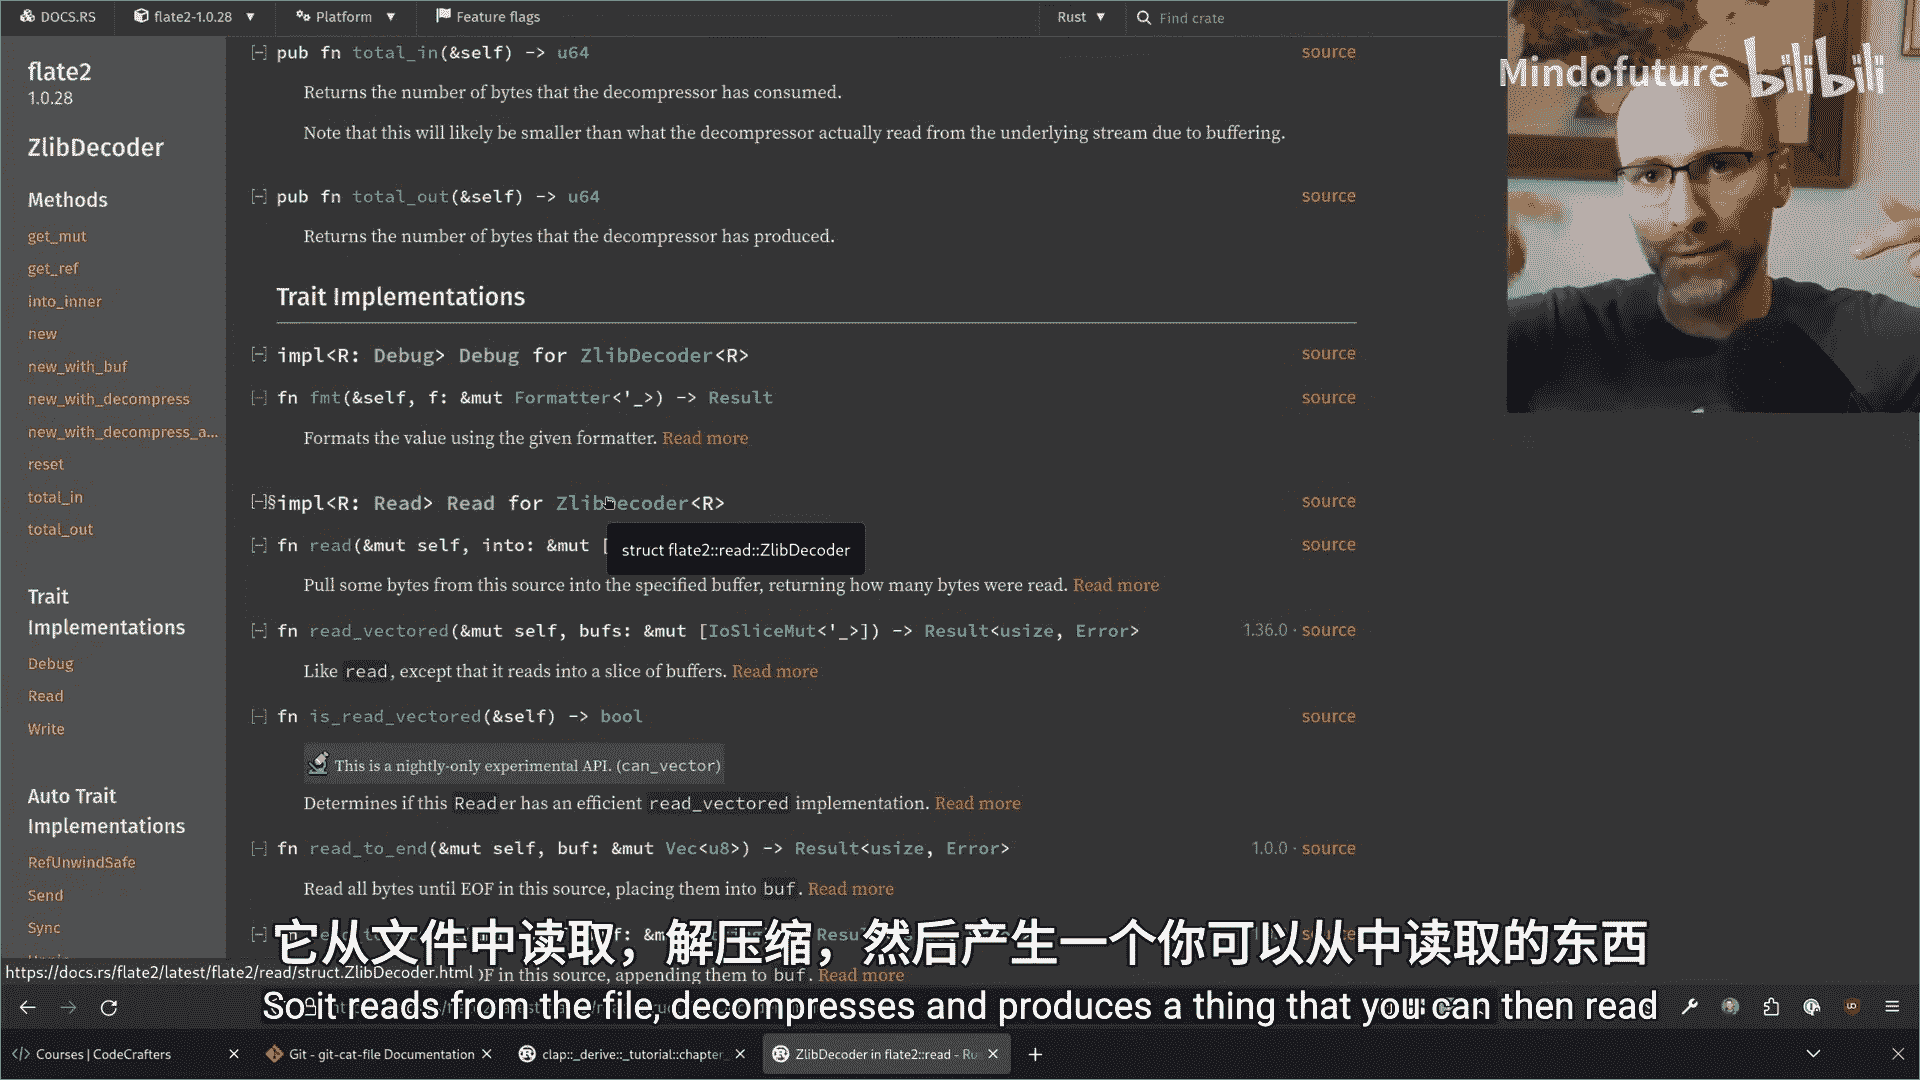 DOCS.RS flate2-1.0.28 Platform Feature flags Rust Find crate
flate2
1.0.28
ZlibDecoder
Methods
get_mut
get_ref
into_inner
new
new_with_buf
new_with_decompress
new_with_decompress_a...
reset
total_in
total_out
Trait
Implementations
Debug
Read
Write
Auto Trait
Implementations
RefUnwindSafe
Send
Sync
[−] pub fn total_in(&self) -> u64 source
Returns the number of bytes that the decompressor has consumed.
Note that this will likely be smaller than what the decompressor actually read from the underlying stream due to buffering.
[−] pub fn total_out(&self) -> u64 source
Returns the number of bytes that the decompressor has produced.
Trait Implementations
[−] impl<R: Debug> Debug for ZlibDecoder<R> source
[−] fn fmt(&self, f: &mut Formatter<'_>) -> Result source
Formats the value using the given formatter. Read more
[−]§impl<R: Read> Read for ZlibDecoder<R> source
[−] fn read(&mut self, into: &mut [ source
struct flate2::read::ZlibDecoder
Pull some bytes from this source into the specified buffer, returning how many bytes were read. Read more
[−] fn read_vectored(&mut self, bufs: &mut [IoSliceMut<'_>]) -> Result<usize, Error> 1.36.0 · source
Like read, except that it reads into a slice of buffers. Read more
[−] fn is_read_vectored(&self) -> bool source
This is a nightly-only experimental API. (can_vector)
Determines if this Reader has an efficient read_vectored implementation. Read more
[−] fn read_to_end(&mut self, buf: &mut Vec<u8>) -> Result<usize, Error> 1.0.0 · source
Read all bytes until EOF in this source, placing them into buf. Read more
OF in this source, appending them to buf. Read more
Mindofuture bilibili
它从文件中读取，解压缩，然后产生一个你可以从中读取的东西
https://docs.rs/flate2/latest/flate2/read/struct.ZlibDecoder.html
So it reads from the file, decompresses and produces a thing that you can then read
Courses | CodeCrafters Git - git-cat-file Documentation clap::_derive::_tutorial::chapter ZlibDecoder in flate2::read - Ru